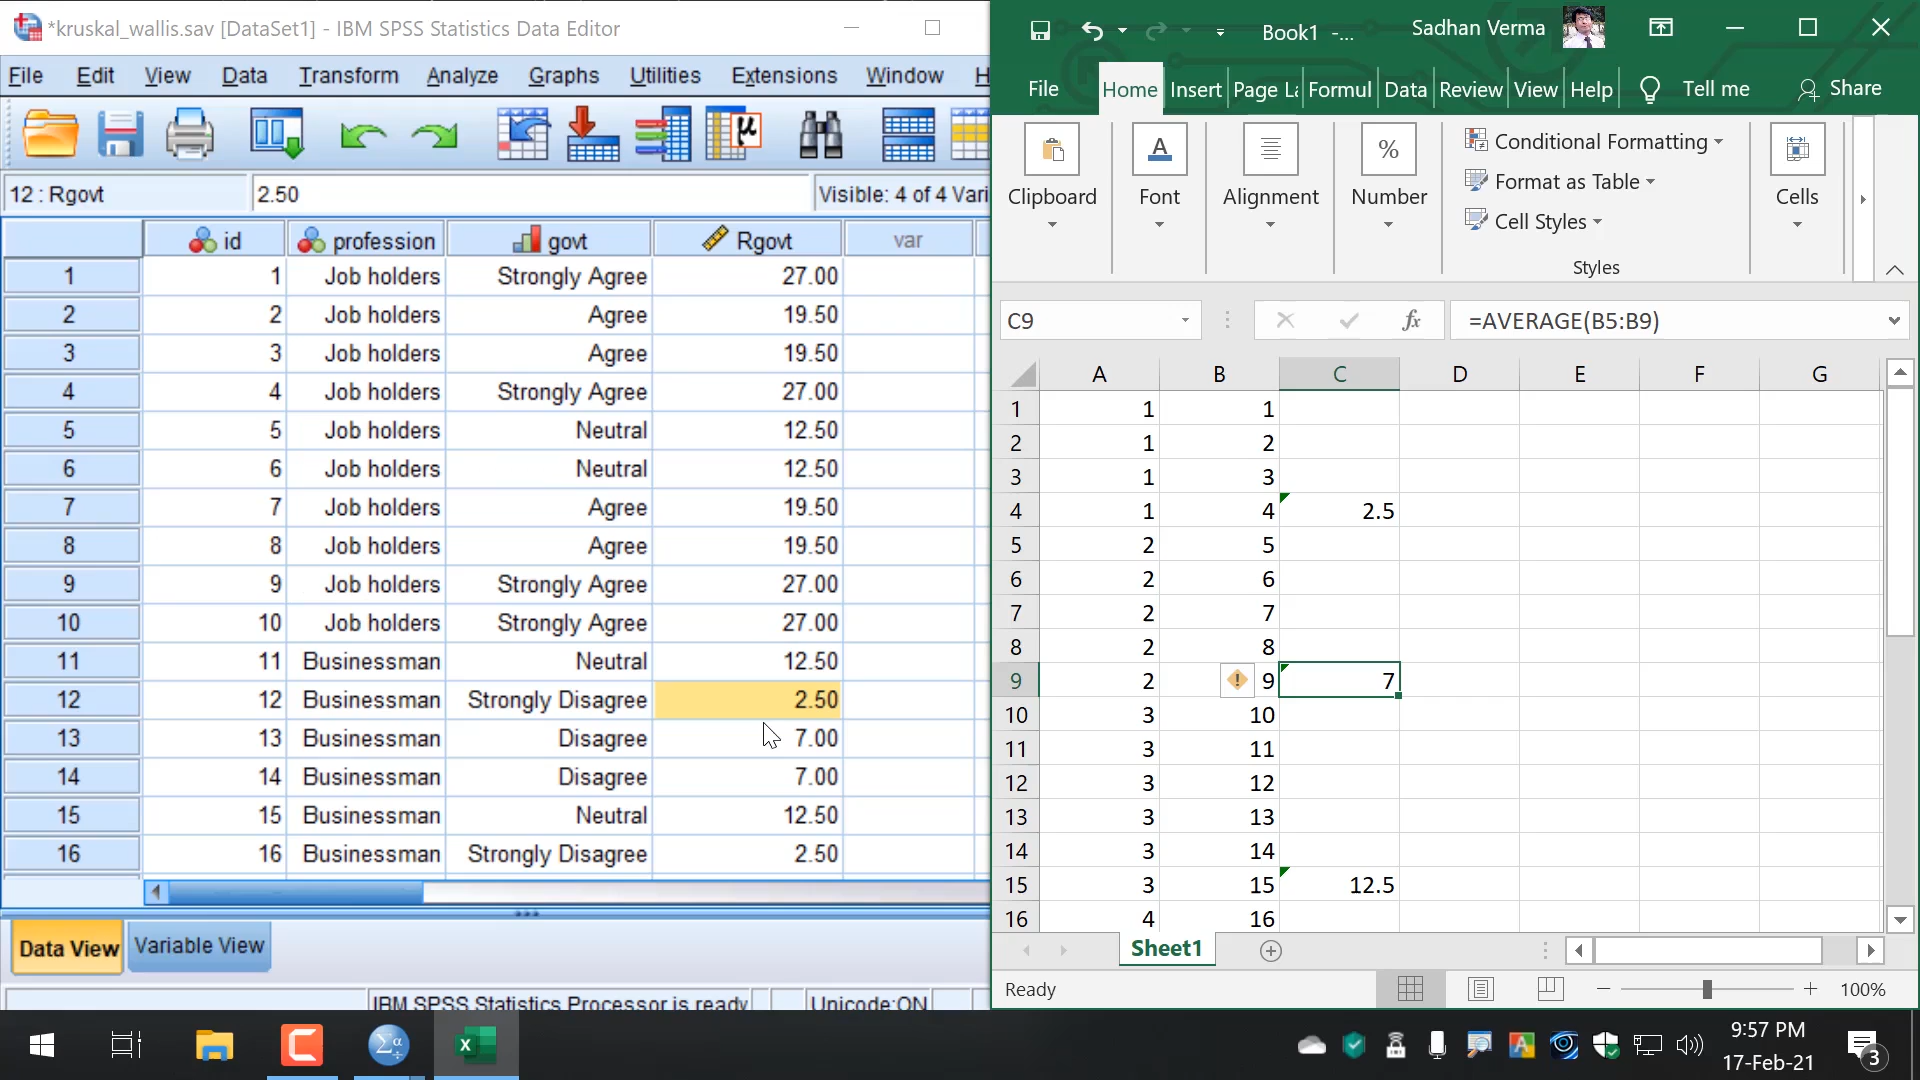 *kruskal_wallis.sav [DataSet1] - IBM SPSS Statistics Data Editor
File Edit View Data Transform Analyze Graphs Utilities Extensions Window H
μ
12 : Rgovt 2.50 Visible: 4 of 4 Vari
id profession govt Rgovt var
1 1 Job holders Strongly Agree 27.00
2 2 Job holders Agree 19.50
3 3 Job holders Agree 19.50
4 4 Job holders Strongly Agree 27.00
5 5 Job holders Neutral 12.50
6 6 Job holders Neutral 12.50
7 7 Job holders Agree 19.50
8 8 Job holders Agree 19.50
9 9 Job holders Strongly Agree 27.00
10 10 Job holders Strongly Agree 27.00
11 11 Businessman Neutral 12.50
12 12 Businessman Strongly Disagree 2.50
13 13 Businessman Disagree 7.00
14 14 Businessman Disagree 7.00
15 15 Businessman Neutral 12.50
16 16 Businessman Strongly Disagree 2.50
Data View Variable View
IBM SPSS Statistics Processor is ready Unicode:ON
Book1 -... Sadhan Verma
File Home Insert Page La Formul Data Review View Help Tell me Share
Clipboard Font Alignment Number Cells
A %
Conditional Formatting
Format as Table
Cell Styles
Styles
C9 fx =AVERAGE(B5:B9)
A B C D E F G
1 1 1
2 1 2
3 1 3
4 1 4 2.5
5 2 5
6 2 6
7 2 7
8 2 8
9 2 9 7
10 3 10
11 3 11
12 3 12
13 3 13
14 3 14
15 3 15 12.5
16 4 16
Sheet1
Ready 100%
9:57 PM
17-Feb-21
3